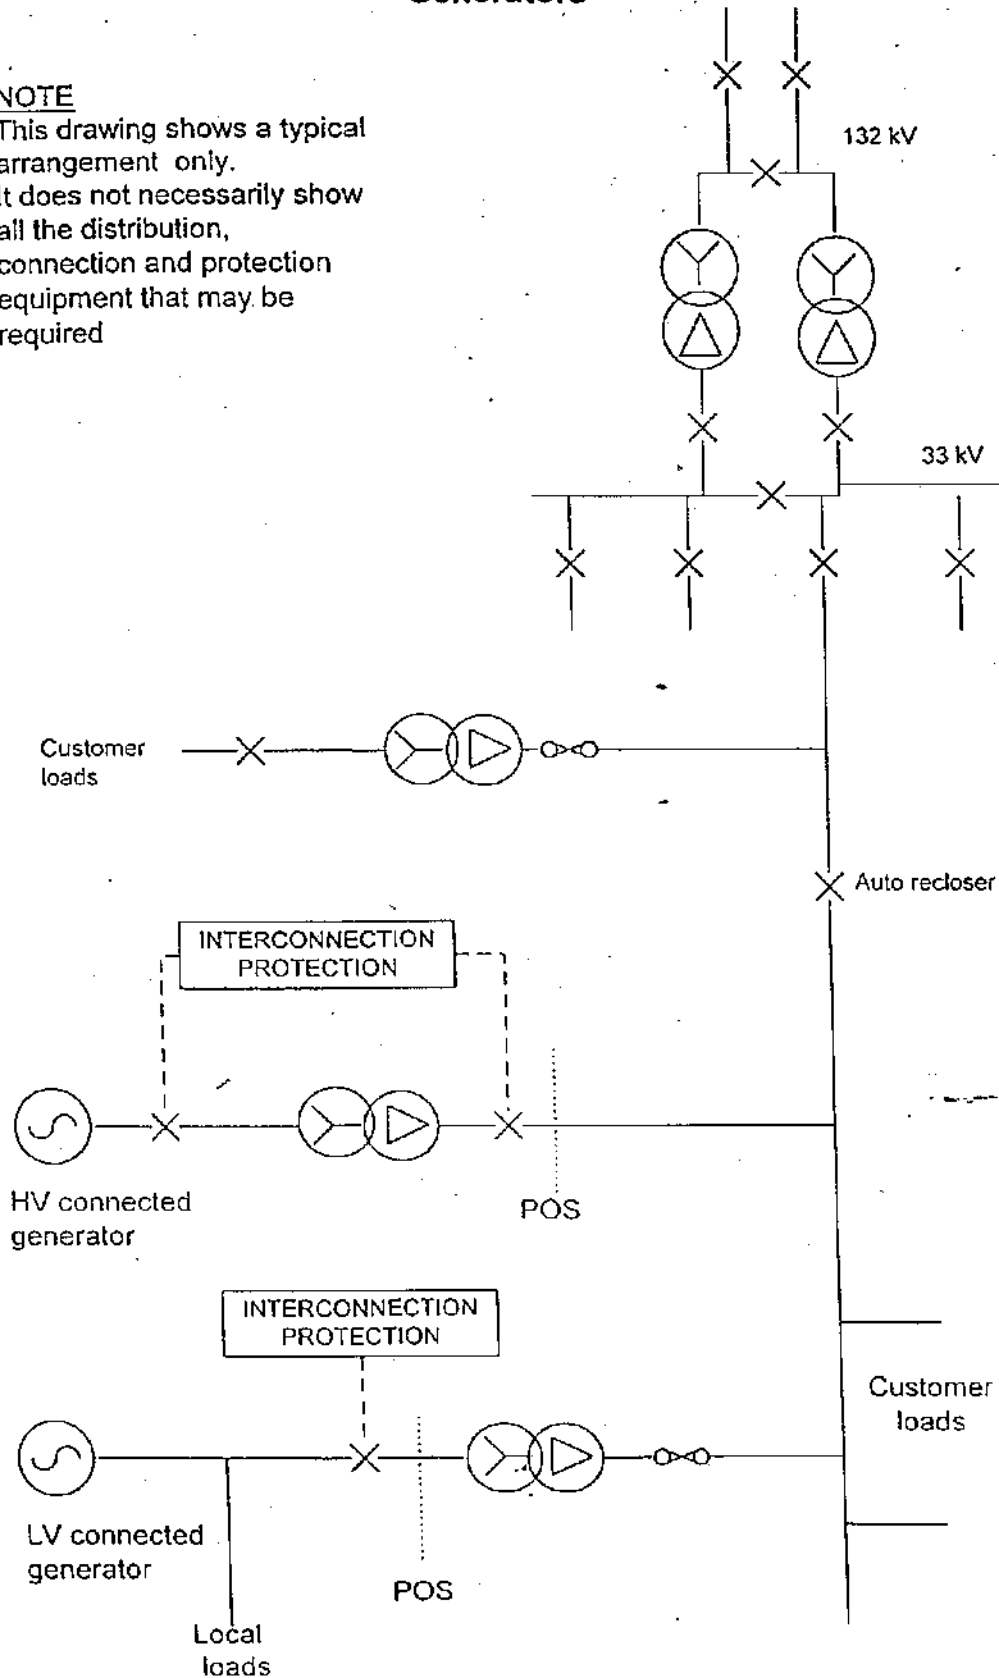 Generators
NOTE
This drawing shows a typical
arrangement only.
It does not necessarily show
all the distribution,
connection and protection
equipment that may be
required
132 kV
33 kV
Customer
loads
Auto recloser
INTERCONNECTION
PROTECTION
HV connected
generator
POS
INTERCONNECTION
PROTECTION
Customer
loads
LV connected
generator
POS
Local
loads